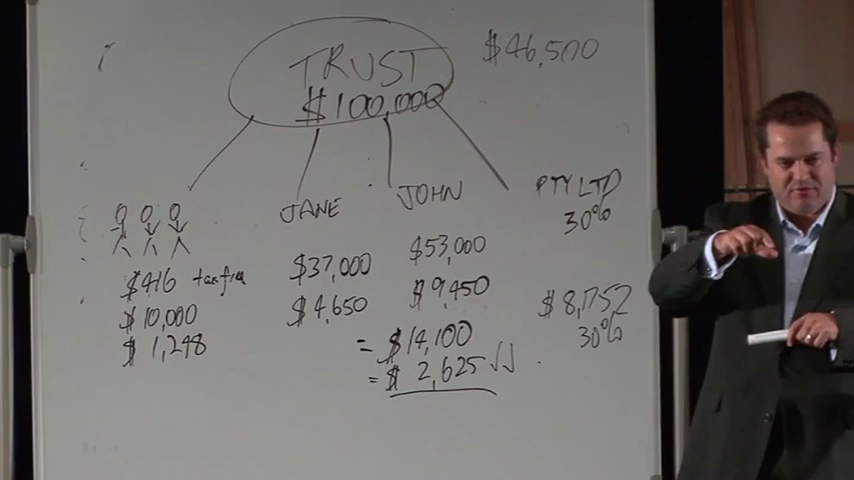 TRUST
$100,000
$46,500
JANE
JOHN
PTY LTD
30%
$416 tax free
$10,000
$1,248
$37,000
$4,650
$53,000
$9,450
= $14,100
= $2,625
$8,752
30%